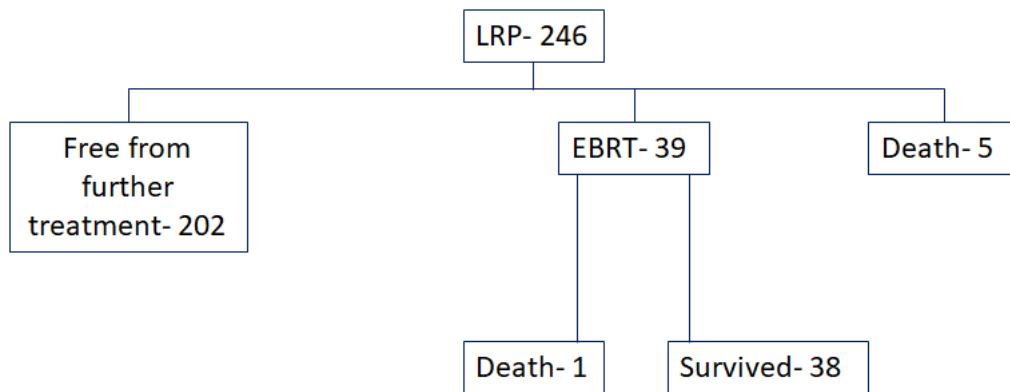 LRP- 246
Free from
further
treatment- 202
EBRT- 39
Death- 5
Death- 1
Survived- 38